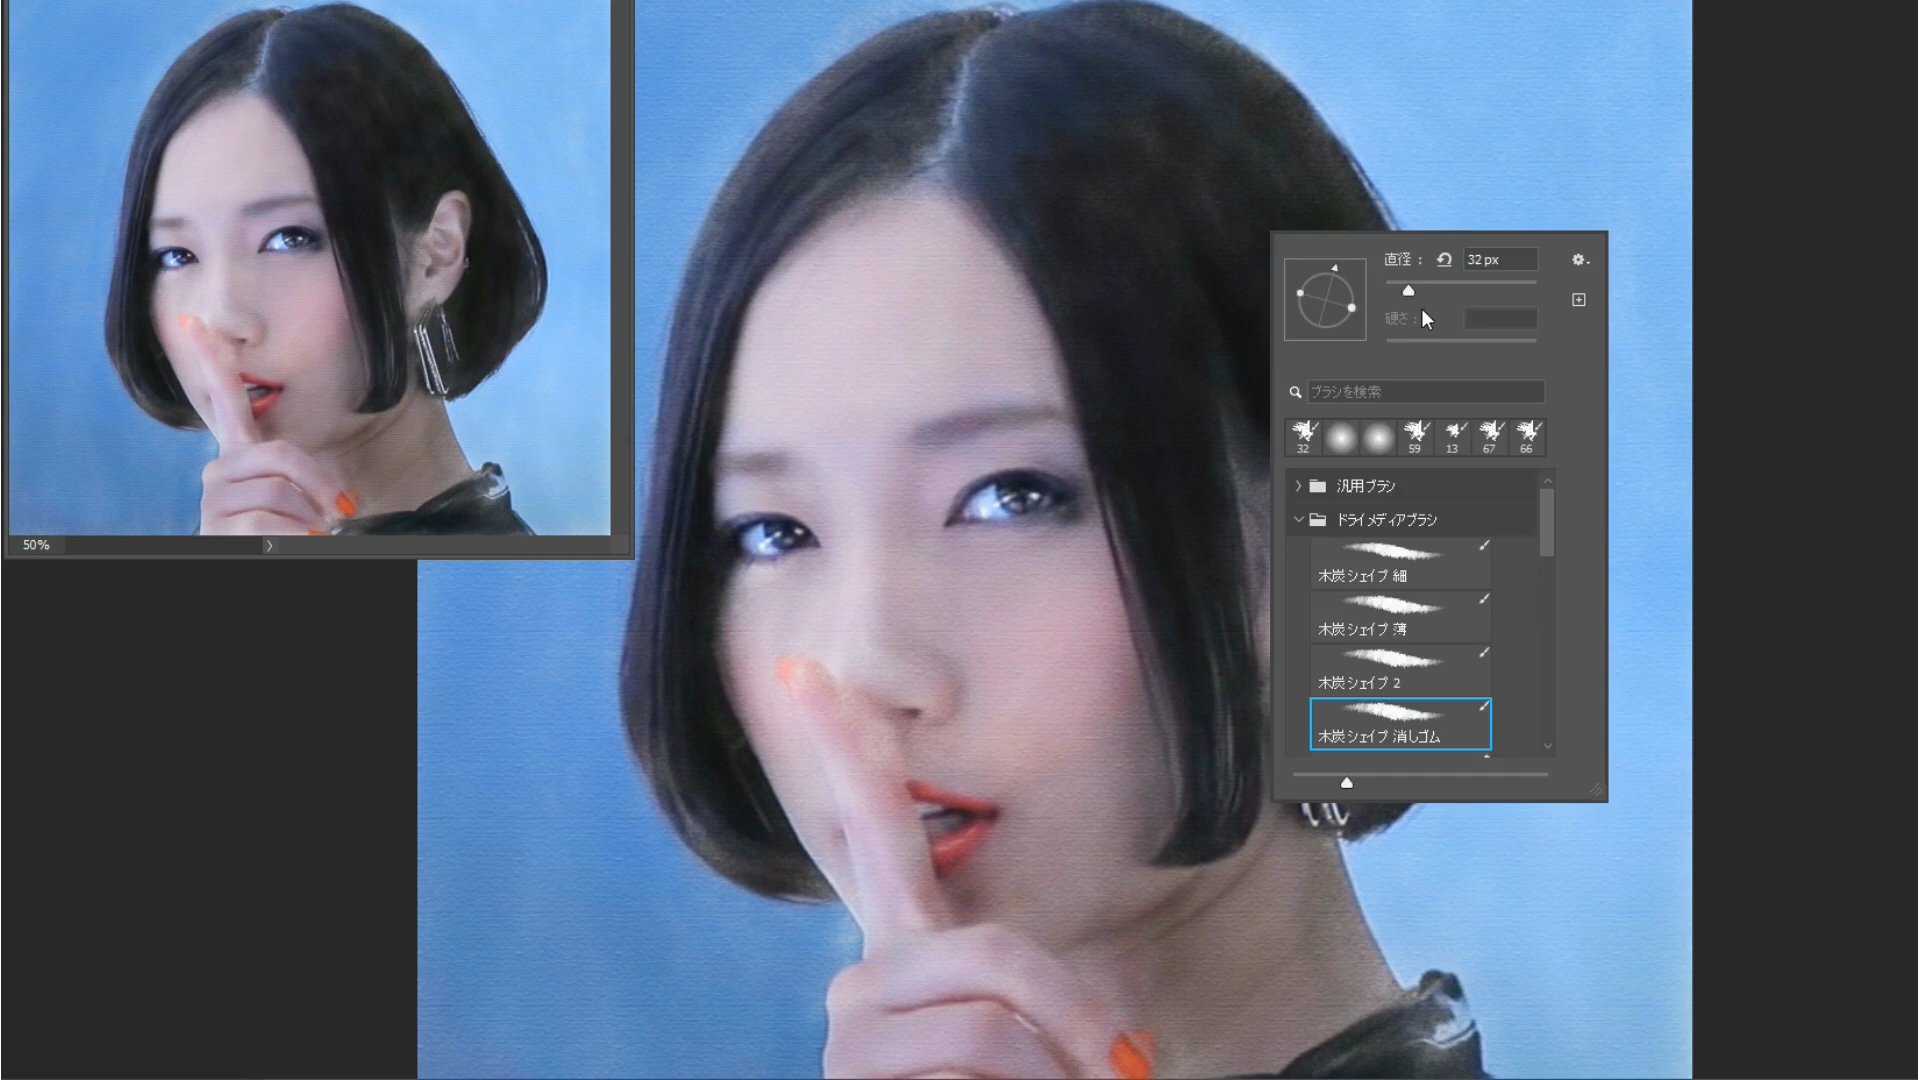 50%
直径 :
32 px
硬さ :
ブラシを検索
32
59
13
67
66
汎用ブラシ
ドライメディアブラシ
木炭シェイプ 細
木炭シェイプ 薄
木炭シェイプ 2
木炭シェイプ 消しゴム